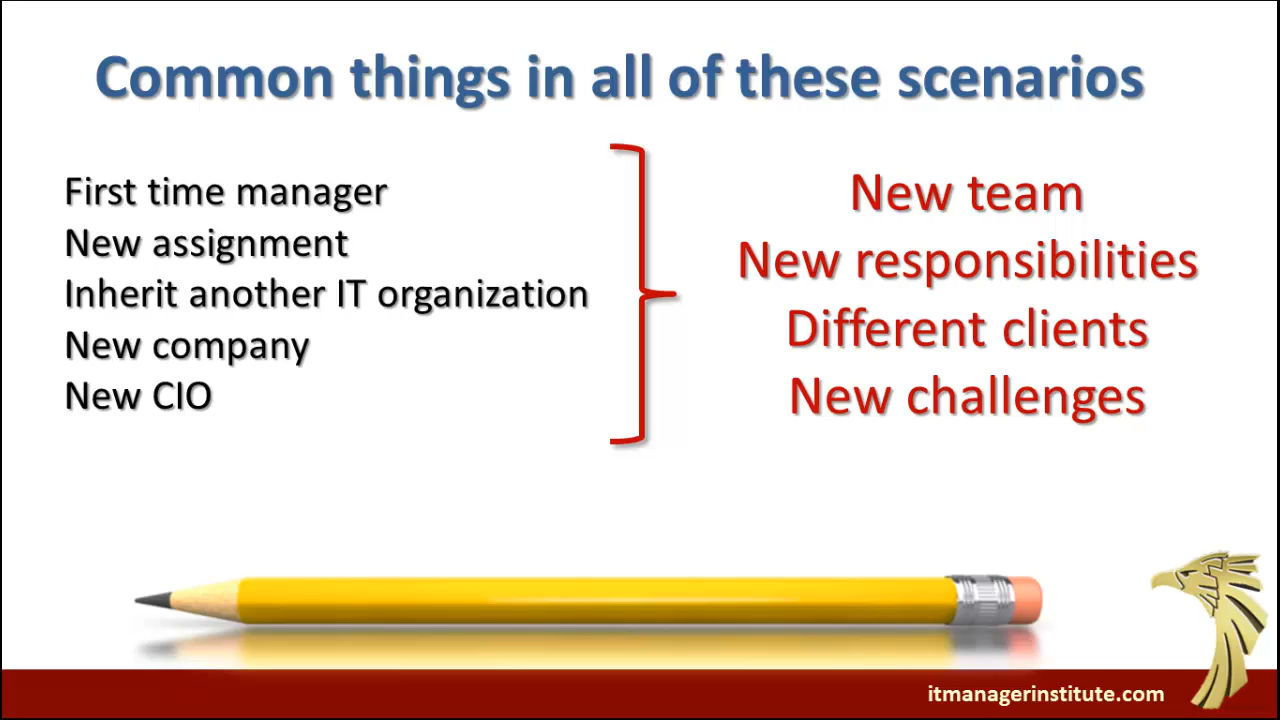 Common things in all of these scenarios
First time manager
New assignment
Inherit another IT organization
New company
New CIO
New team
New responsibilities
Different clients
New challenges
itmanagerinstitute.com